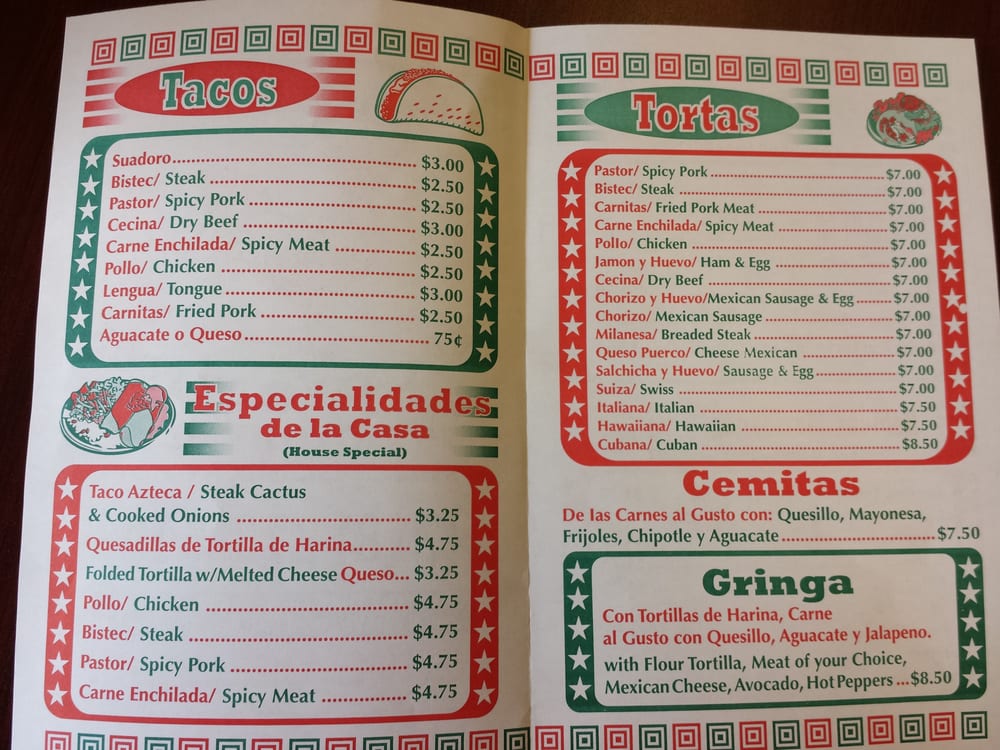 Tacos
Suadoro $3.00
Bistec/ Steak $2.50
Pastor/ Spicy Pork $2.50
Cecina/ Dry Beef $3.00
Carne Enchilada/ Spicy Meat $2.50
Pollo/ Chicken $2.50
Lengua/ Tongue $3.00
Carnitas/ Fried Pork $2.50
Aguacate o Queso 75¢
Especialidades
de la Casa
(House Special)
Taco Azteca / Steak Cactus
& Cooked Onions $3.25
Quesadillas de Tortilla de Harina $4.75
Folded Tortilla w/Melted Cheese Queso... $3.25
Pollo/ Chicken $4.75
Bistec/ Steak $4.75
Pastor/ Spicy Pork $4.75
Carne Enchilada/ Spicy Meat $4.75
Tortas
Pastor/ Spicy Pork $7.00
Bistec/ Steak $7.00
Carnitas/ Fried Pork Meat $7.00
Carne Enchilada/ Spicy Meat $7.00
Pollo/ Chicken $7.00
Jamon y Huevo/ Ham & Egg $7.00
Cecina/ Dry Beef $7.00
Chorizo y Huevo/Mexican Sausage & Egg $7.00
Chorizo/ Mexican Sausage $7.00
Milanesa/ Breaded Steak $7.00
Queso Puerco/ Cheese Mexican $7.00
Salchicha y Huevo/ Sausage & Egg $7.00
Suiza/ Swiss $7.00
Italiana/ Italian $7.50
Hawaiiana/ Hawaiian $7.50
Cubana/ Cuban $8.50
Cemitas
De las Carnes al Gusto con: Quesillo, Mayonesa,
Frijoles, Chipotle y Aguacate $7.50
Gringa
Con Tortillas de Harina, Carne
al Gusto con Quesillo, Aguacate y Jalapeno.
with Flour Tortilla, Meat of your Choice,
Mexican Cheese, Avocado, Hot Peppers ...$8.50